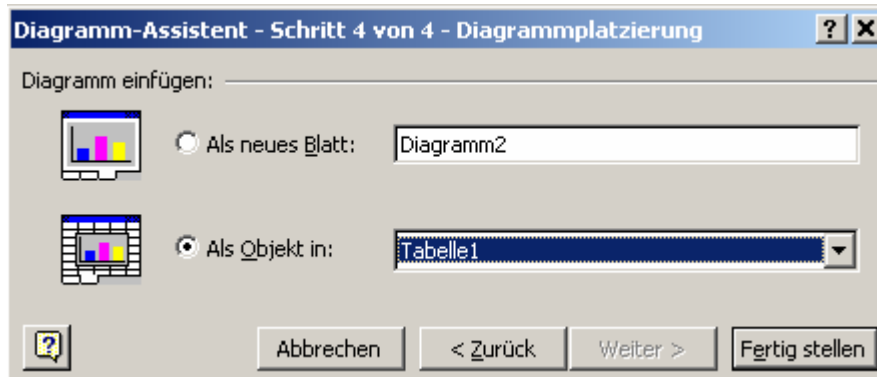 Diagramm-Assistent - Schritt 4 von 4 - Diagrammplatzierung
Diagramm einfügen:
Als neues Blatt: Diagramm2
Als Objekt in: Tabelle1
Abbrechen < Zurück Weiter > Fertig stellen